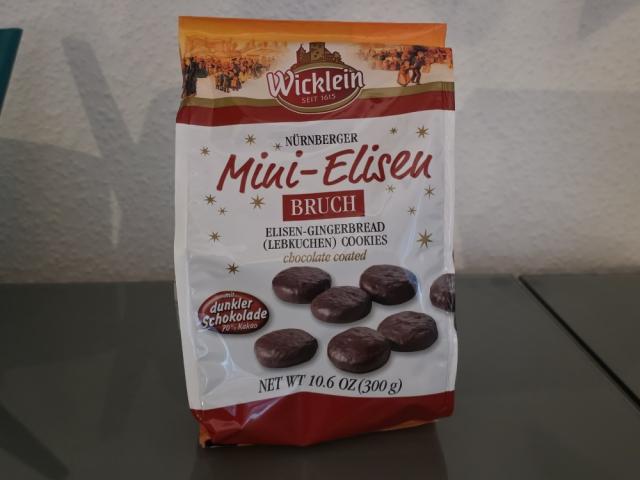 Wicklein
SEIT 1615
NÜRNBERGER
Mini-Elisen
BRUCH
ELISEN-GINGERBREAD
(LEBKUCHEN) COOKIES
chocolate coated
mit
dunkler
Schokolade
70% Kakao
NET WT 10.6 OZ (300 g)